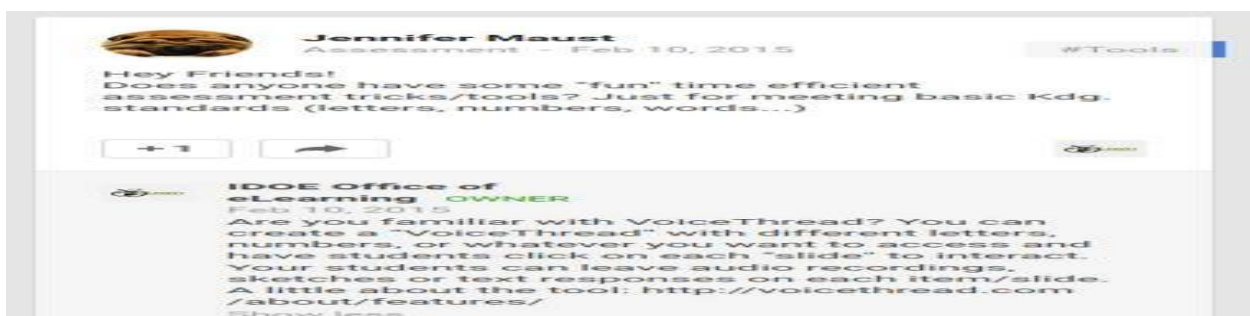 Jennifer Maust
Assessment - Feb 10, 2015
#Tools
Hey Friends!
Does anyone have some "fun" time efficient
assessment tricks/tools? Just for meeting basic Kdg.
standards (letters, numbers, words...)
+1
IDOE Office of
eLearning OWNER
Feb 10, 2015
Are you familiar with VoiceThread? You can
create a "VoiceThread" with different letters,
numbers, or whatever you want to access and
have students click on each "slide" to interact.
Your students can leave audio recordings,
sketches or text responses on each item/slide.
A little about the tool: http://voicethread.com
/about/features/
Show less